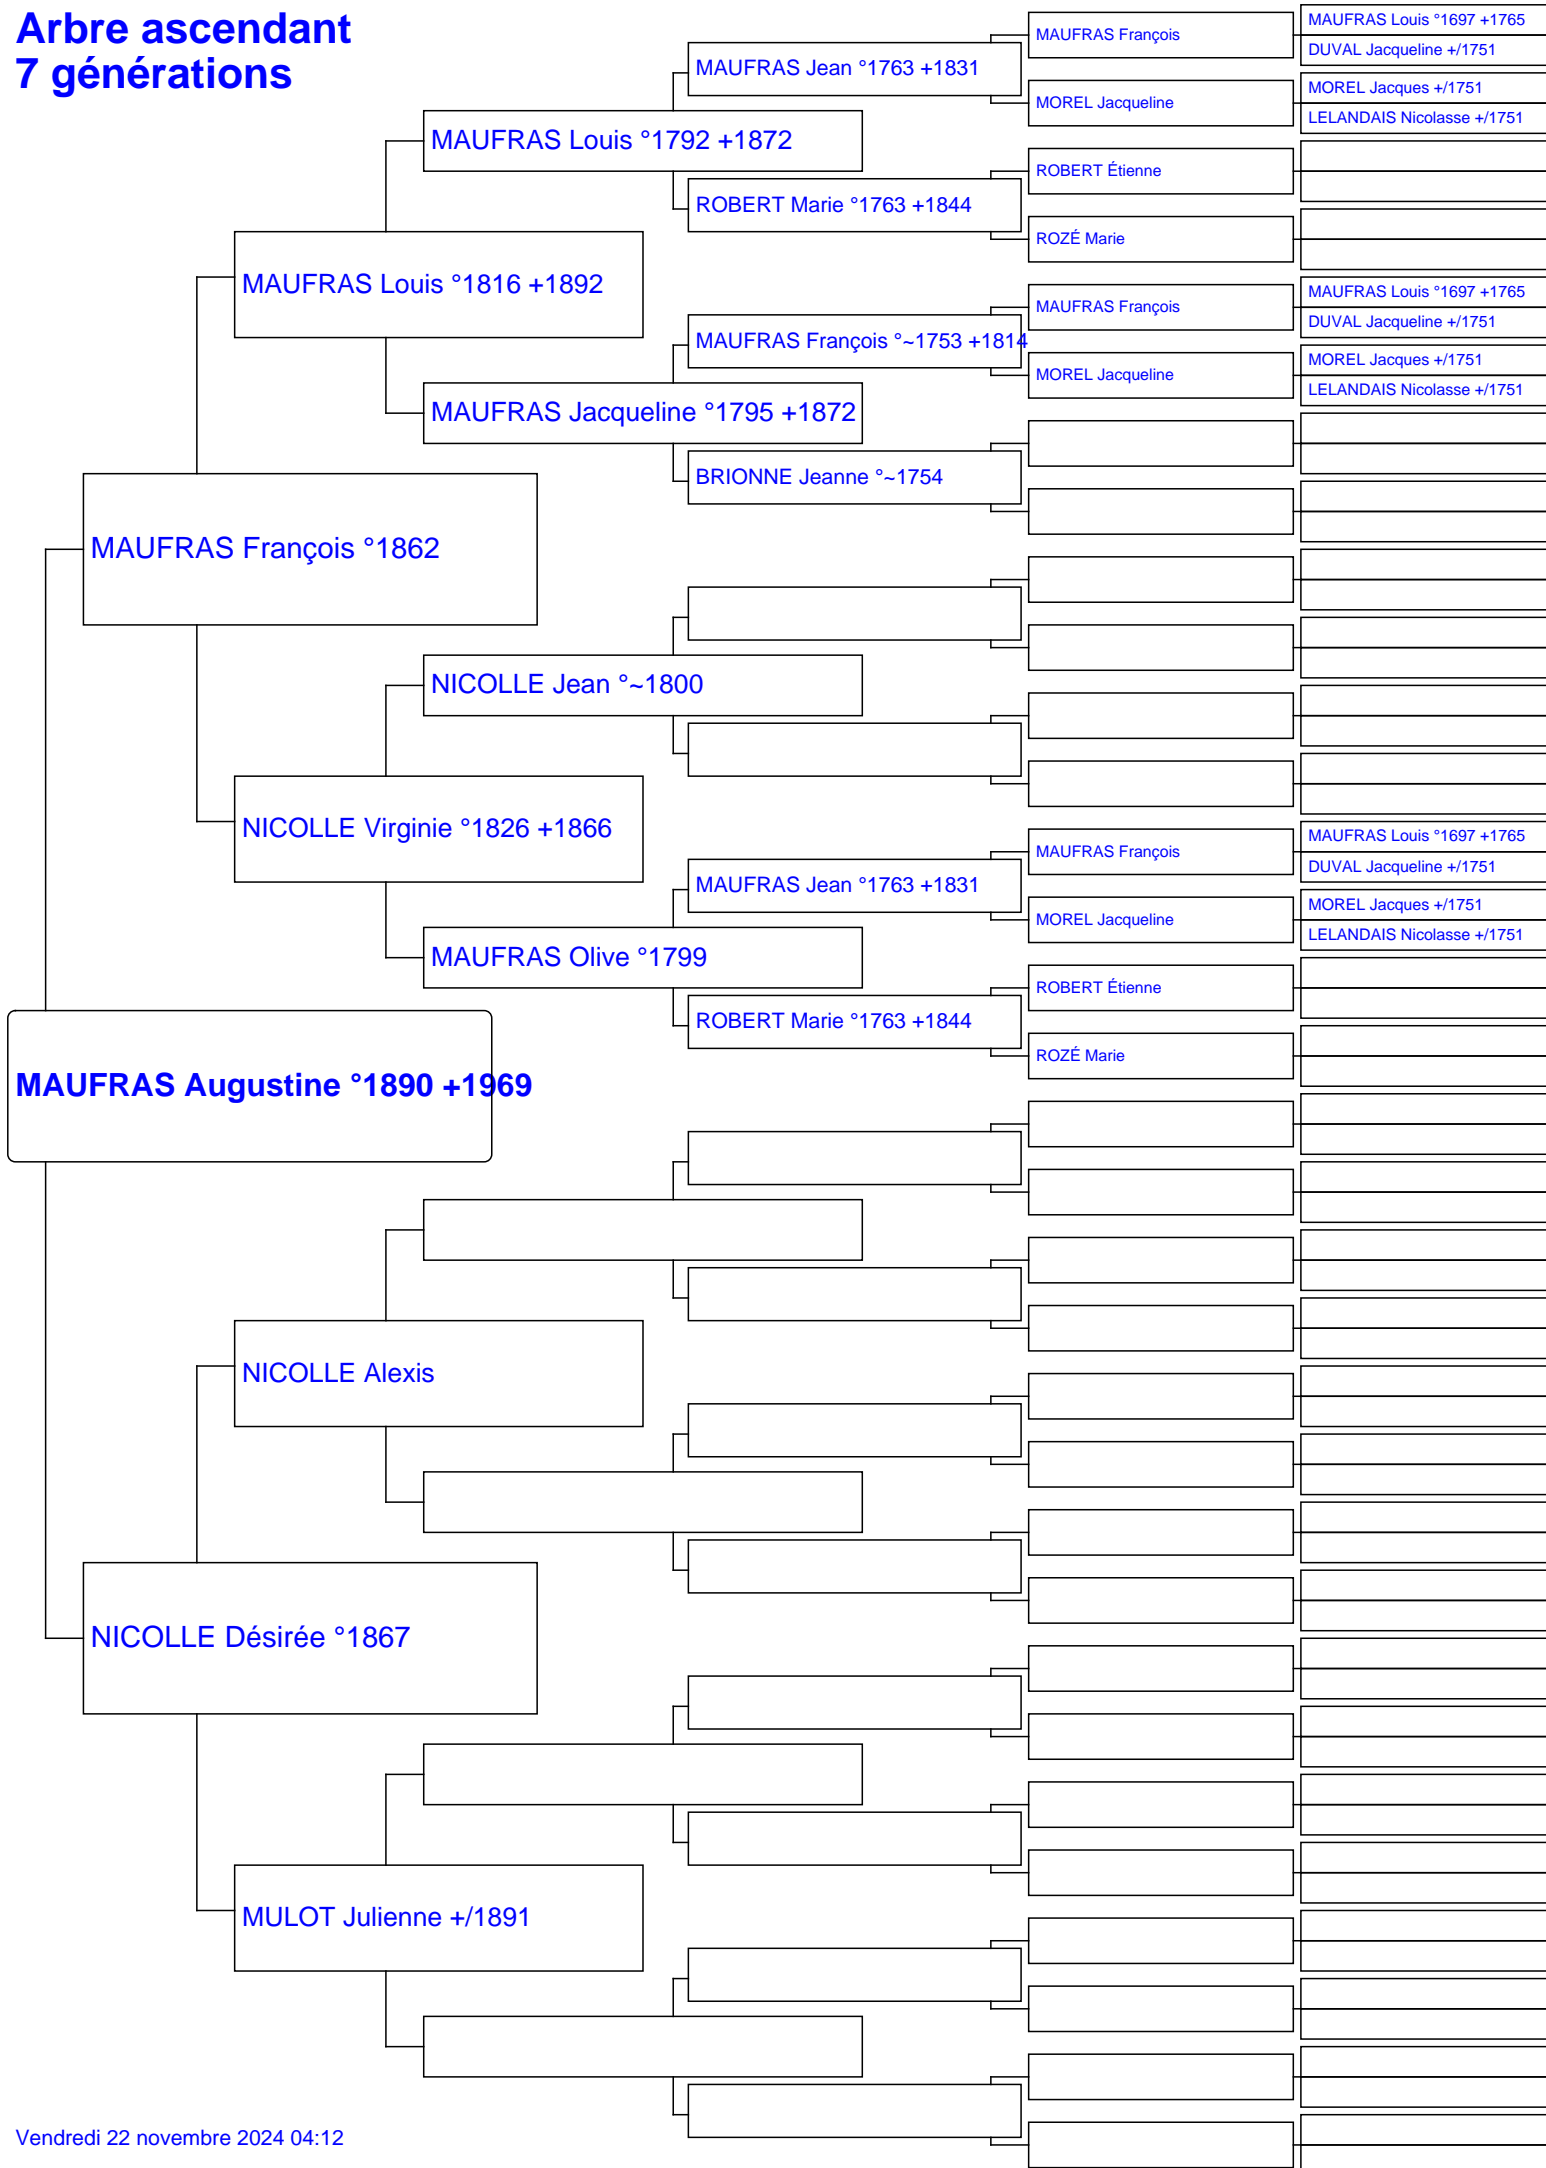 Arbre ascendant
7 générations
MAUFRAS Augustine °1890 +1969
MAUFRAS François °1862
NICOLLE Désirée °1867
MAUFRAS Louis °1816 +1892
NICOLLE Virginie °1826 +1866
NICOLLE Alexis
MULOT Julienne +/1891
MAUFRAS Louis °1792 +1872
MAUFRAS Jacqueline °1795 +1872
NICOLLE Jean °~1800
MAUFRAS Olive °1799
MAUFRAS Jean °1763 +1831
ROBERT Marie °1763 +1844
MAUFRAS François °~1753 +1814
BRIONNE Jeanne °~1754
MAUFRAS Jean °1763 +1831
ROBERT Marie °1763 +1844
MAUFRAS François
MOREL Jacqueline
ROBERT Étienne
ROZÉ Marie
MAUFRAS François
MOREL Jacqueline
MAUFRAS François
MOREL Jacqueline
ROBERT Étienne
ROZÉ Marie
MAUFRAS Louis °1697 +1765
DUVAL Jacqueline +/1751
MOREL Jacques +/1751
LELANDAIS Nicolasse +/1751
MAUFRAS Louis °1697 +1765
DUVAL Jacqueline +/1751
MOREL Jacques +/1751
LELANDAIS Nicolasse +/1751
MAUFRAS Louis °1697 +1765
DUVAL Jacqueline +/1751
MOREL Jacques +/1751
LELANDAIS Nicolasse +/1751
Vendredi 22 novembre 2024 04:12